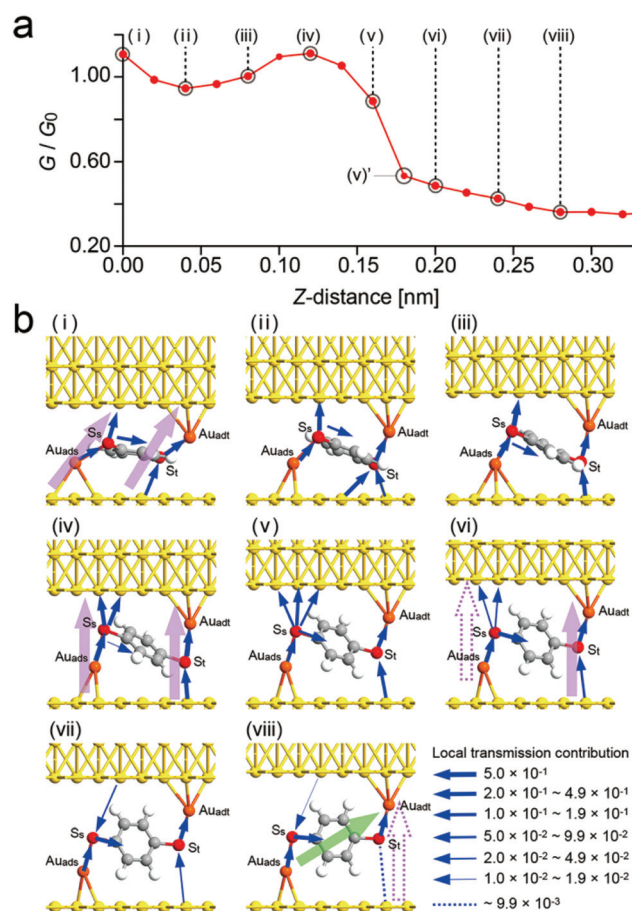 a
(i) (ii) (iii) (iv) (v) (vi) (vii) (viii)
1.00
0.60
0.20
G / G0
(v)'
0.00 0.05 0.10 0.15 0.20 0.25 0.30
Z-distance [nm]
b
(i) (ii) (iii)
Ss Auads St Auadt
Ss Auads St Auadt
Ss Auads St Auadt
(iv) (v) (vi)
Ss Auads St Auadt
Ss Auads St Auadt
Ss Auads St Auadt
(vii) (viii)
Ss Auads St Auadt
Ss Auads St Auadt
Local transmission contribution
5.0 × 10⁻¹
2.0 × 10⁻¹ ~ 4.9 × 10⁻¹
1.0 × 10⁻¹ ~ 1.9 × 10⁻¹
5.0 × 10⁻² ~ 9.9 × 10⁻²
2.0 × 10⁻² ~ 4.9 × 10⁻²
1.0 × 10⁻² ~ 1.9 × 10⁻²
~ 9.9 × 10⁻³